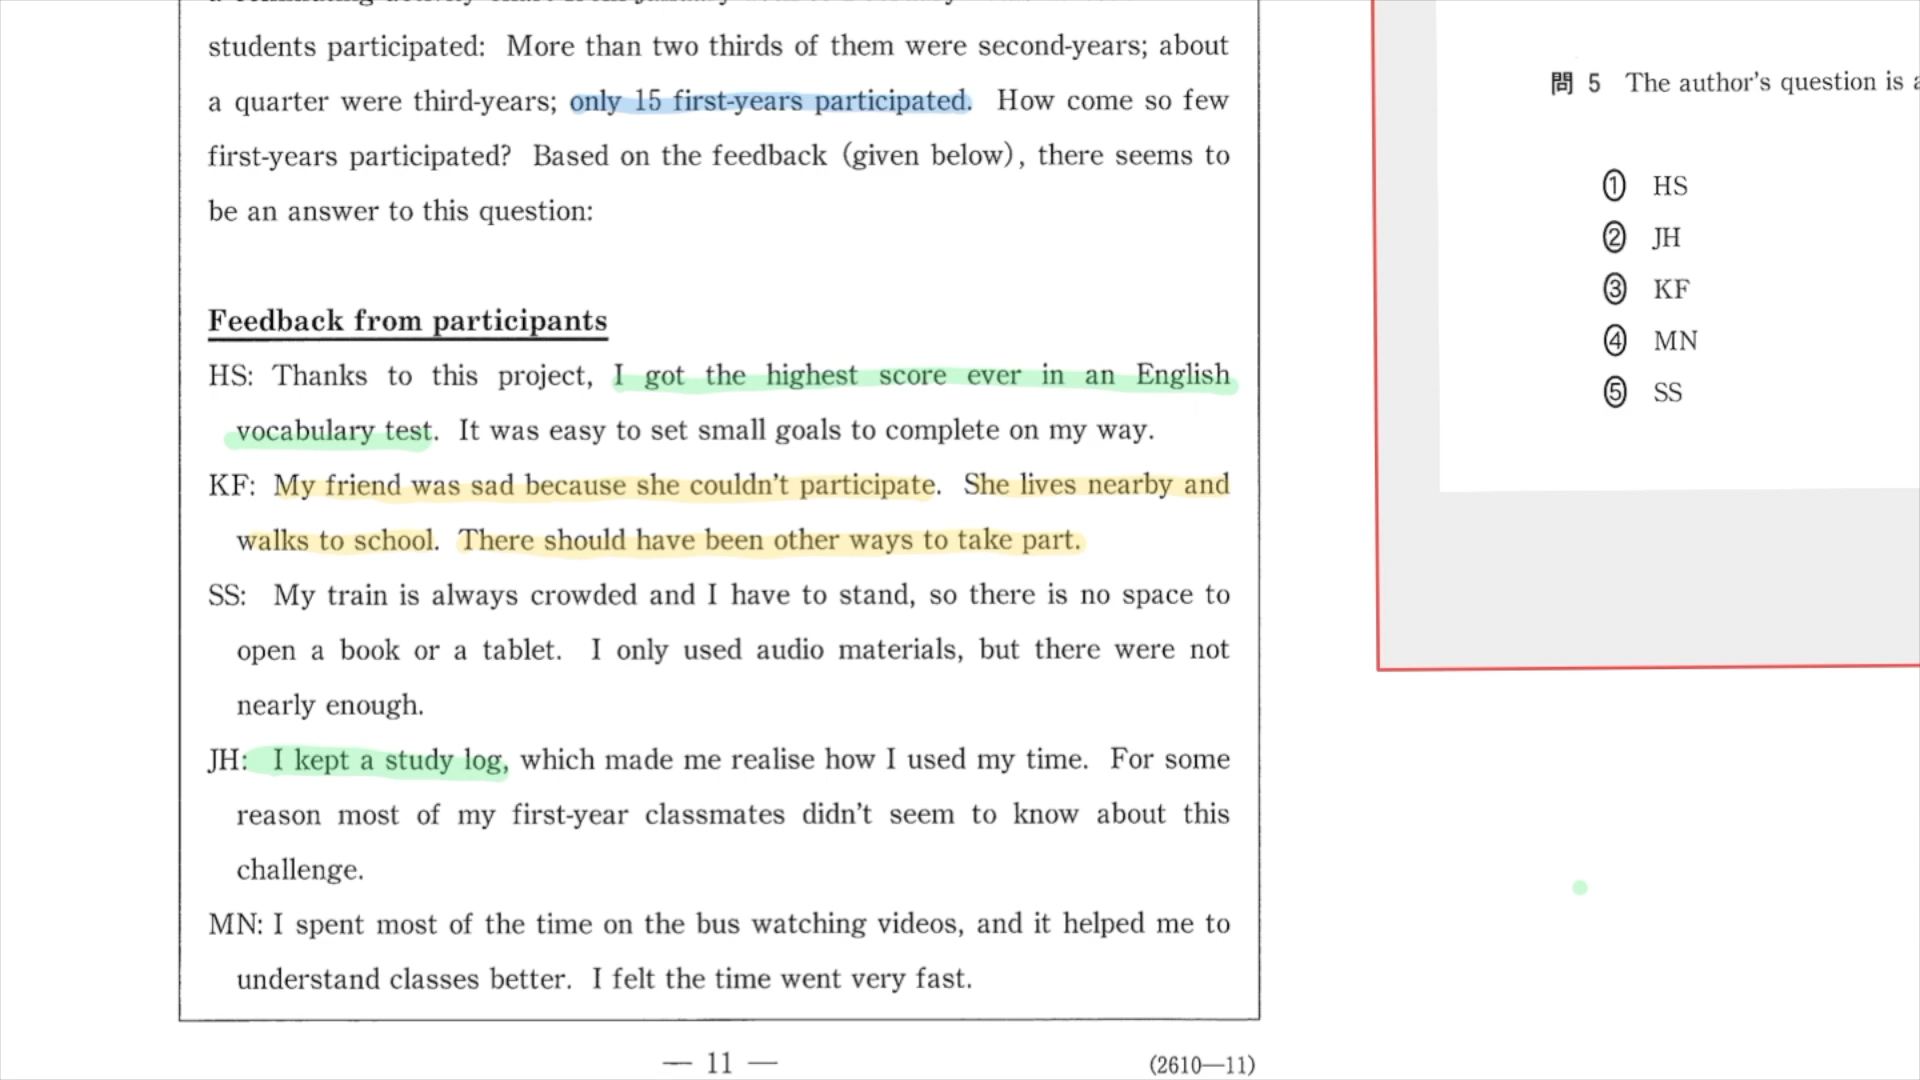 students participated: More than two thirds of them were second-years; about
a quarter were third-years; only 15 first-years participated. How come so few
first-years participated? Based on the feedback (given below), there seems to
be an answer to this question:
Feedback from participants
HS: Thanks to this project, I got the highest score ever in an English
vocabulary test. It was easy to set small goals to complete on my way.
KF: My friend was sad because she couldn't participate. She lives nearby and
walks to school. There should have been other ways to take part.
SS: My train is always crowded and I have to stand, so there is no space to
open a book or a tablet. I only used audio materials, but there were not
nearly enough.
JH: I kept a study log, which made me realise how I used my time. For some
reason most of my first-year classmates didn't seem to know about this
challenge.
MN: I spent most of the time on the bus watching videos, and it helped me to
understand classes better. I felt the time went very fast.
— 11 —
(2610—11)
問 5 The author's question is
① HS
② JH
③ KF
④ MN
⑤ SS